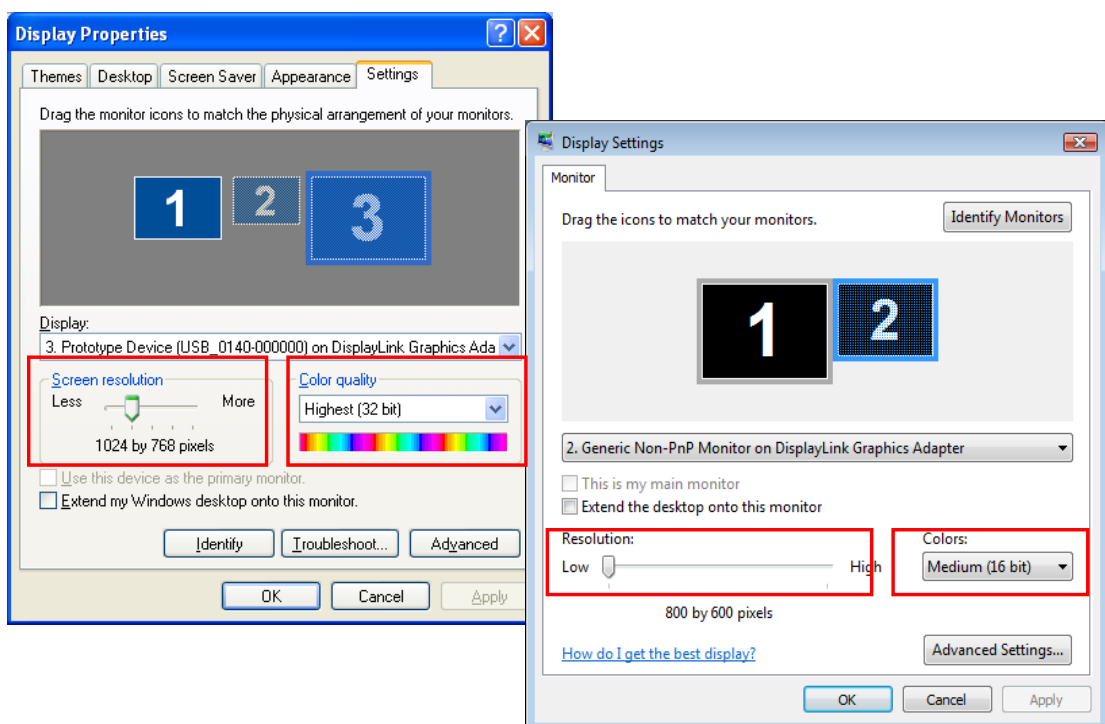 Display Properties
Themes Desktop Screen Saver Appearance Settings
Drag the monitor icons to match the physical arrangement of your monitors.
1 2 3
Display:
3. Prototype Device (USB_0140-000000) on DisplayLink Graphics Ada
Screen resolution
Less More
1024 by 768 pixels
Color quality
Highest (32 bit)
Use this device as the primary monitor.
Extend my Windows desktop onto this monitor.
Identify Troubleshoot... Advanced
OK Cancel Apply
Display Settings
Monitor
Drag the icons to match your monitors.
Identify Monitors
1 2
2. Generic Non-PnP Monitor on DisplayLink Graphics Adapter
This is my main monitor
Extend the desktop onto this monitor
Resolution:
Low High
800 by 600 pixels
Colors:
Medium (16 bit)
How do I get the best display?
Advanced Settings...
OK Cancel Apply